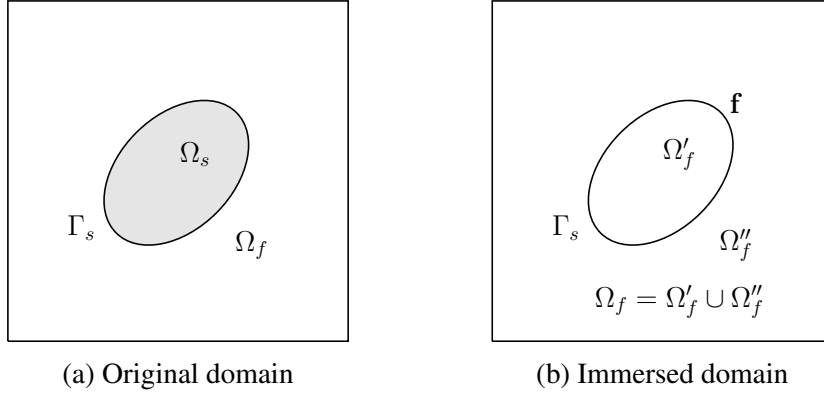 Ω_s
Γ_s
Ω_f
(a) Original domain
f
Ω′_f
Γ_s
Ω″_f
Ω_f = Ω′_f ∪ Ω″_f
(b) Immersed domain